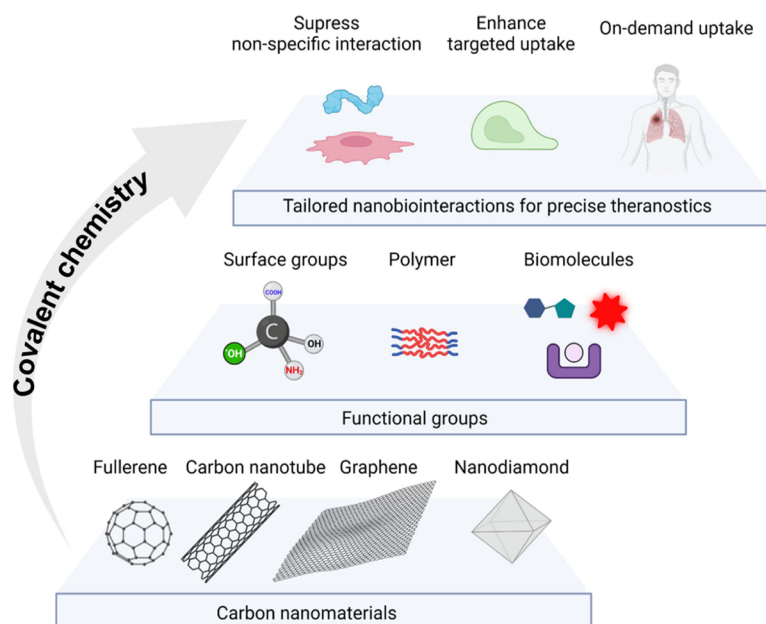 Supress
non-specific interaction
Enhance
targeted uptake
On-demand uptake
Tailored nanobiointeractions for precise theranostics
Covalent chemistry
Surface groups
Polymer
Biomolecules
COOH
C
OH
˙OH
NH₂
Functional groups
Fullerene
Carbon nanotube
Graphene
Nanodiamond
Carbon nanomaterials